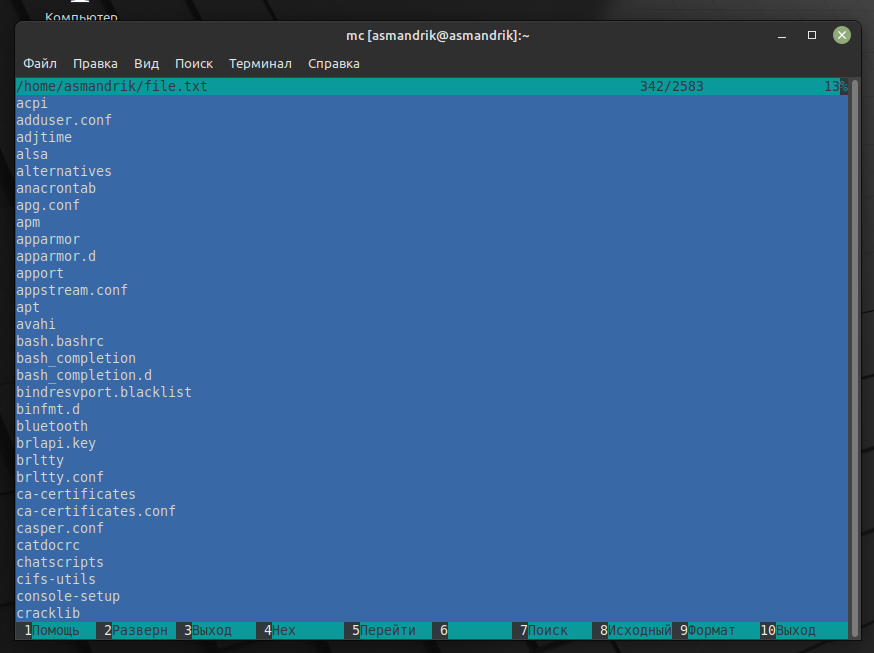 Компьютер
mc [asmandrik@asmandrik]:~
Файл Правка Вид Поиск Терминал Справка
/home/asmandrik/file.txt 342/2583 13%
acpi
adduser.conf
adjtime
alsa
alternatives
anacrontab
apg.conf
apm
apparmor
apparmor.d
apport
appstream.conf
apt
avahi
bash.bashrc
bash_completion
bash_completion.d
bindresvport.blacklist
binfmt.d
bluetooth
brlapi.key
brltty
brltty.conf
ca-certificates
ca-certificates.conf
casper.conf
catdocrc
chatscripts
cifs-utils
console-setup
cracklib
1Помощь 2Разверн 3Выход 4Hex 5Перейти 6 7Поиск 8Исходный 9Формат 10Выход